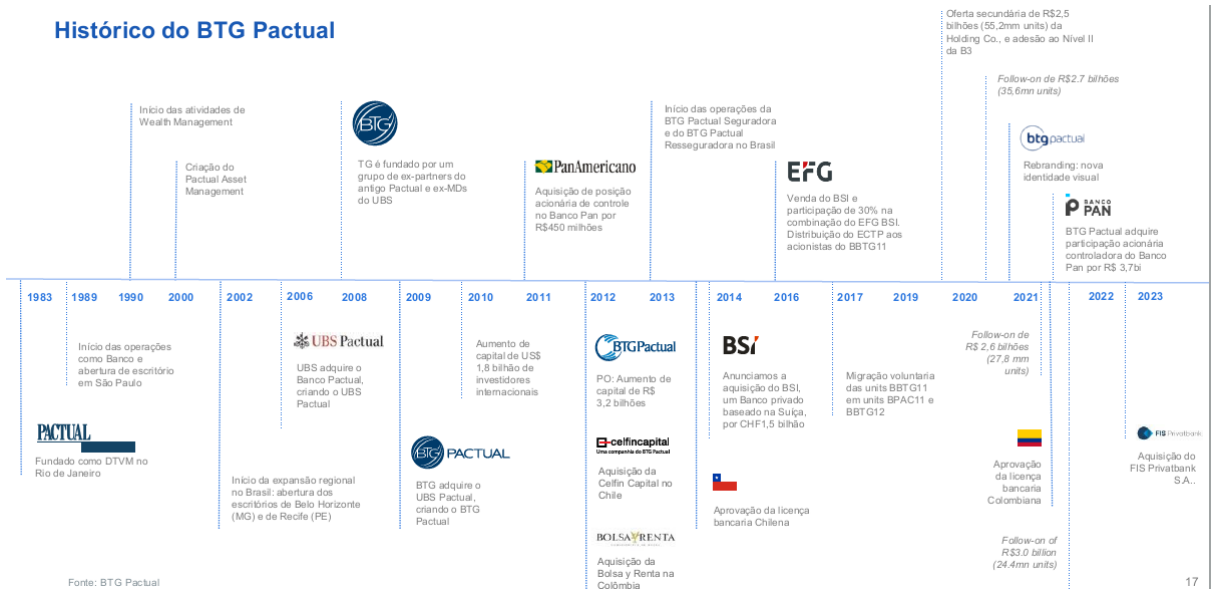 Histórico do BTG Pactual
Oferta secundária de R$2,5
bilhões (55,2mm units) da
Holding Co., e adesão ao Nível II
da B3
Follow-on de R$2.7 bilhões
(35,6mn units)
Início das atividades de
Wealth Management
Criação do
Pactual Asset
Management
BTG
TG é fundado por um
grupo de ex-partners do
antigo Pactual e ex-MDs
do UBS
PanAmericano
Aquisição de posição
acionária de controle
no Banco Pan por
R$450 milhões
Início das operações da
BTG Pactual Seguradora
e do BTG Pactual
Resseguradora no Brasil
EFG
Venda do BSI e
participação de 30% na
combinação do EFG BSI.
Distribuição do ECTP aos
acionistas do BBTG11
btgpactual
Rebranding: nova
identidade visual
BANCO
PAN
BTG Pactual adquire
participação acionária
controladora do Banco
Pan por R$ 3,7bi
1983 1989 1990 2000 2002 2006 2008 2009 2010 2011 2012 2013 2014 2016 2017 2019 2020 2021 2022 2023
Início das operações
como Banco e
abertura de escritório
em São Paulo
PACTUAL
Fundado como DTVM no
Rio de Janeiro
UBS Pactual
UBS adquire o
Banco Pactual,
criando o UBS
Pactual
Início da expansão regional
no Brasil: abertura dos
escritórios de Belo Horizonte
(MG) e de Recife (PE)
BTG PACTUAL
BTG adquire o
UBS Pactual,
criando o BTG
Pactual
Aumento de
capital de US$
1,8 bilhão de
investidores
internacionais
BTGPactual
PO: Aumento de
capital de R$
3,2 bilhões
celfincapital
Uma companhia do BTG Pactual
Aquisição da
Celfin Capital no
Chile
BOLSAYRENTA
Aquisição da
Bolsa y Renta na
Colômbia
BSI
Anunciamos a
aquisição do BSI,
um Banco privado
baseado na Suíça,
por CHF1,5 bilhão
Aprovação da licença
bancaria Chilena
Migração voluntaria
das units BBTG11
em units BPAC11 e
BBTG12
Follow-on de
R$ 2,6 bilhões
(27,8 mm
units)
Aprovação
da licença
bancaria
Colombiana
Follow-on of
R$3.0 billion
(24.4mn units)
FIS Privatbank
Aquisição do
FIS Privatbank
S.A..
Fonte: BTG Pactual
17